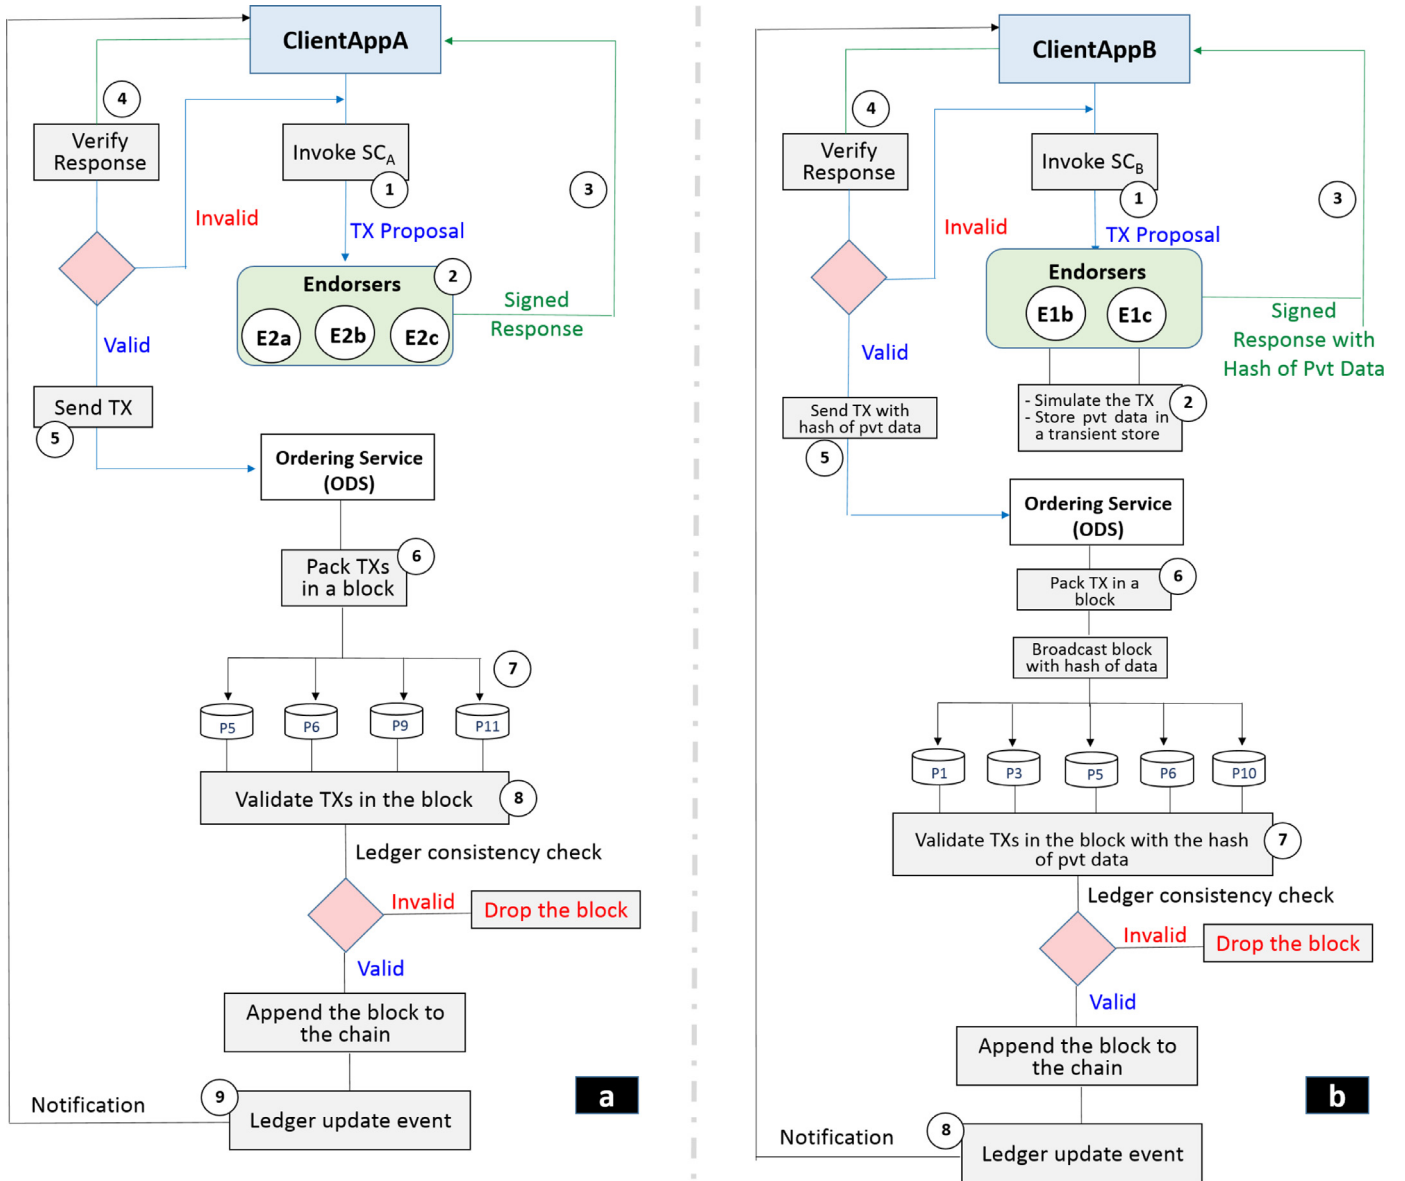 ClientAppA
4
Verify
Response
Invoke SCA
1
3
Invalid
TX Proposal
2
Endorsers
E2a
E2b
E2c
Signed
Response
Valid
Send TX
5
Ordering Service
(ODS)
6
Pack TXs
in a block
7
P5
P6
P9
P11
Validate TXs in the block
8
Ledger consistency check
Invalid
Drop the block
Valid
Append the block to
the chain
9
Notification
Ledger update event
a
ClientAppB
4
Verify
Response
Invoke SCB
1
3
Invalid
TX Proposal
Endorsers
E1b
E1c
Signed
Response with
Hash of Pvt Data
Valid
- Simulate the TX
- Store pvt data in
a transient store
2
Send TX with
hash of pvt data
5
Ordering Service
(ODS)
6
Pack TX in a
block
Broadcast block
with hash of data
P1
P3
P5
P6
P10
Validate TXs in the block with the hash
of pvt data
7
Ledger consistency check
Invalid
Drop the block
Valid
Append the block to
the chain
8
Notification
Ledger update event
b